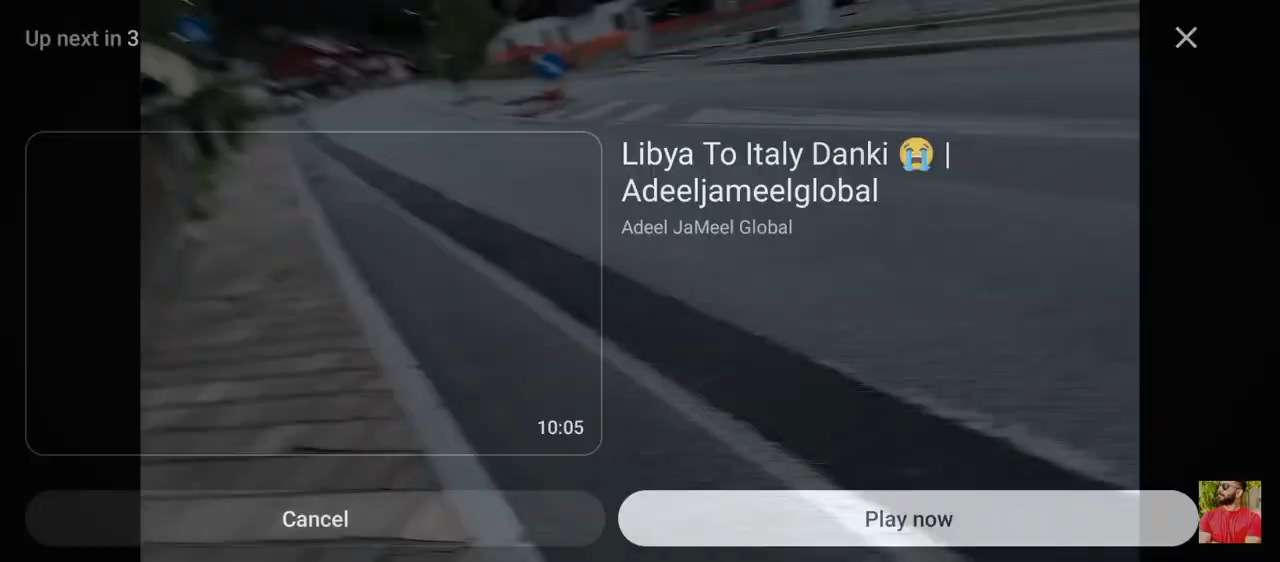 Up next in 3
Libya To Italy Danki 😭 |
Adeeljameelglobal
Adeel JaMeel Global
10:05
Cancel
Play now